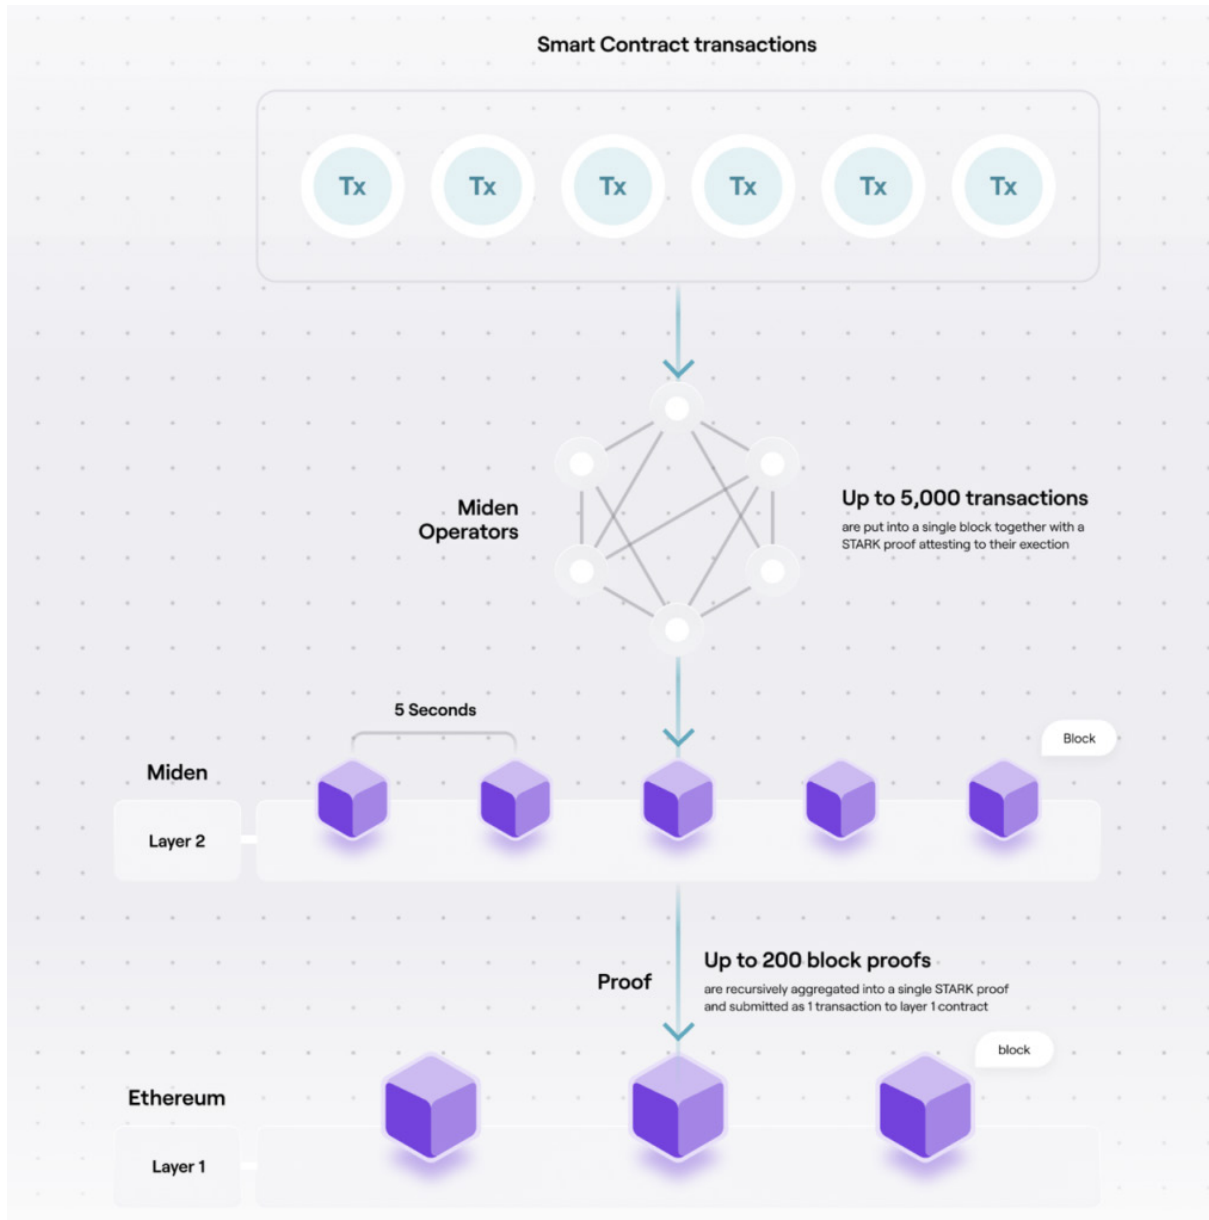 Smart Contract transactions
Tx Tx Tx Tx Tx Tx
Miden
Operators
Up to 5,000 transactions
are put into a single block together with a
STARK proof attesting to their exection
5 Seconds
Block
Miden
Layer 2
Proof
Up to 200 block proofs
are recursively aggregated into a single STARK proof
and submitted as 1 transaction to layer 1 contract
block
Ethereum
Layer 1